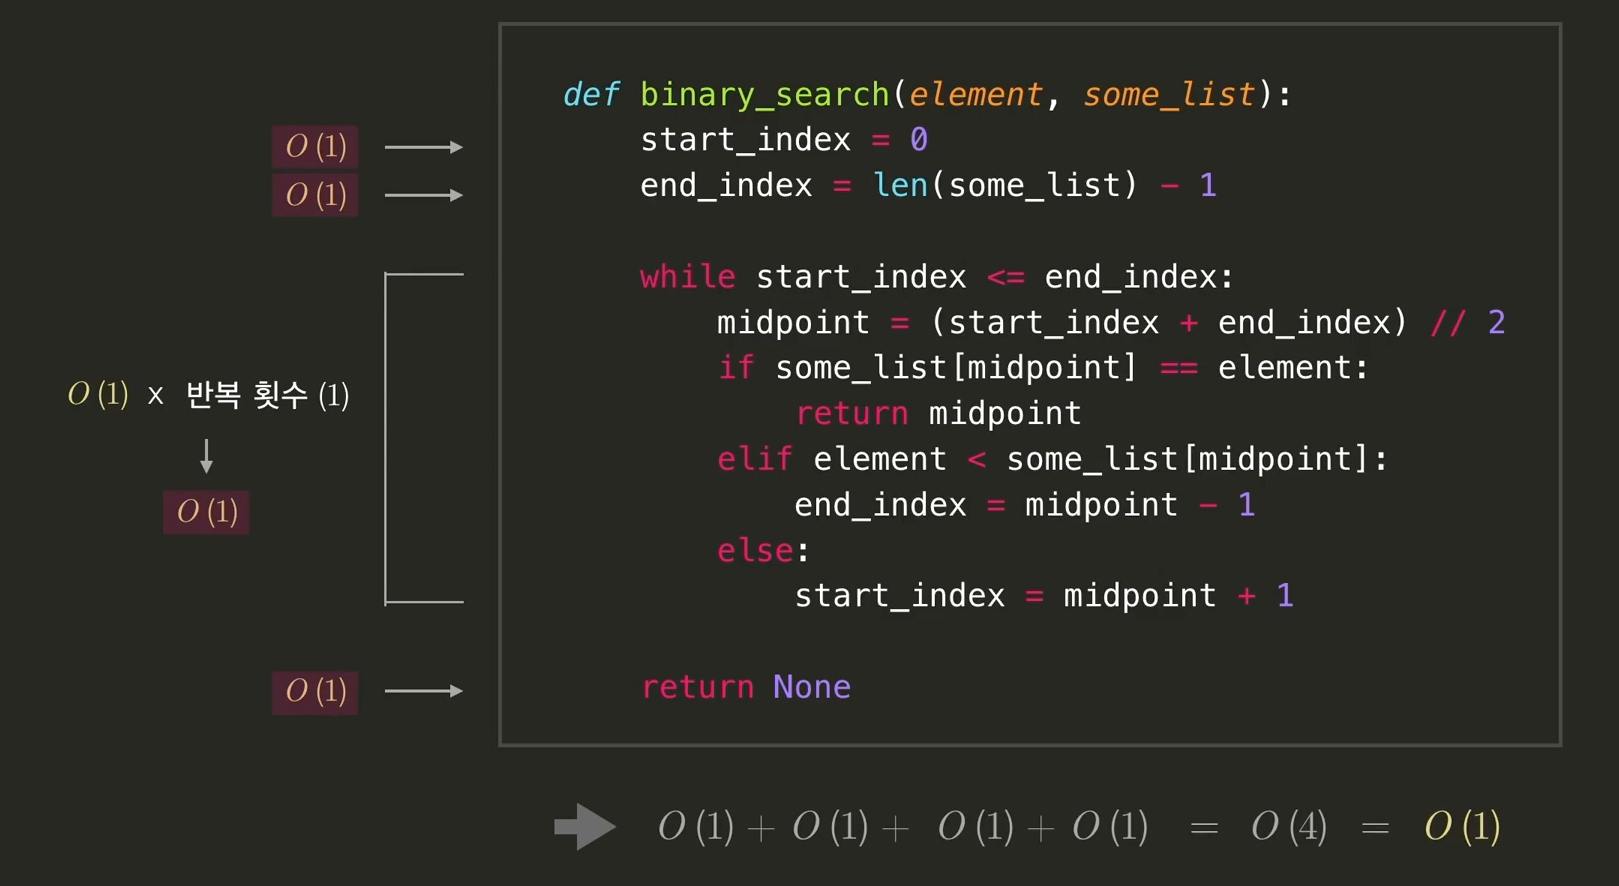 def binary_search(element, some_list):
O(1) start_index = 0
O(1) end_index = len(some_list) - 1
while start_index <= end_index:
midpoint = (start_index + end_index) // 2
if some_list[midpoint] == element:
O(1) x 반복 횟수 (1)
return midpoint
elif element < some_list[midpoint]:
O(1)
end_index = midpoint - 1
else:
start_index = midpoint + 1
O(1) return None
O(1) + O(1) + O(1) + O(1) = O(4) = O(1)